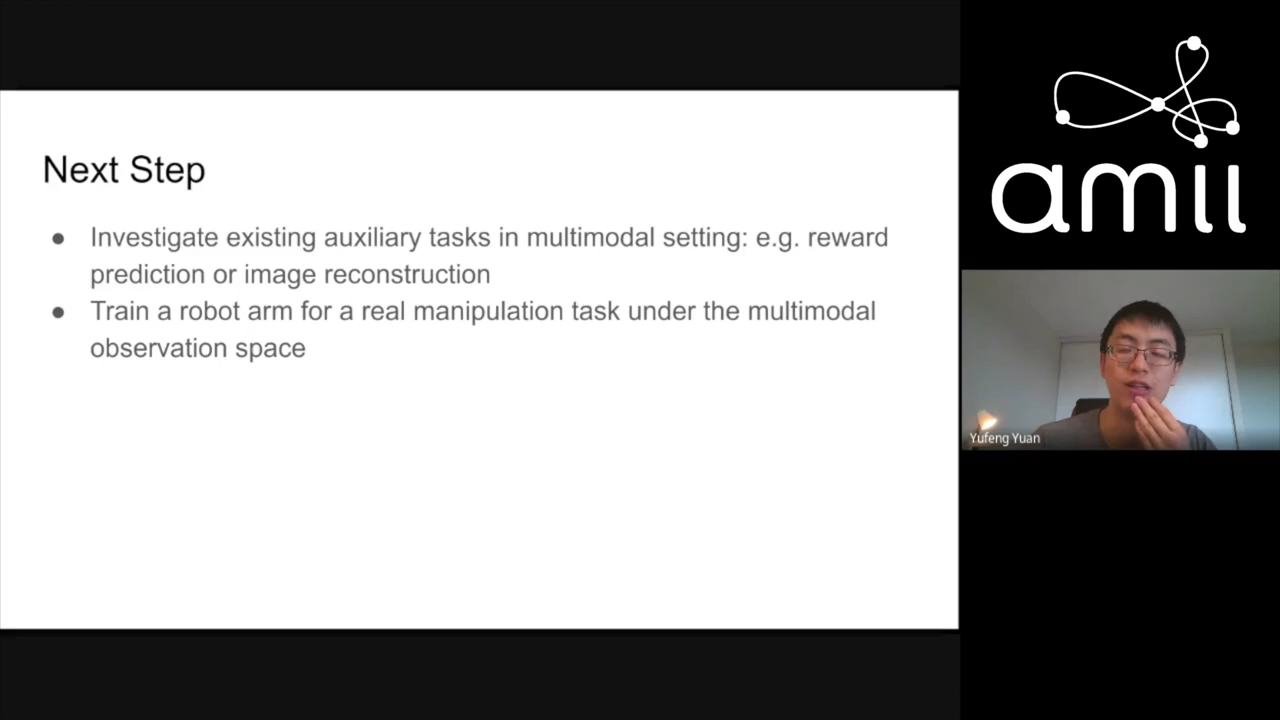 Next Step
● Investigate existing auxiliary tasks in multimodal setting: e.g. reward
prediction or image reconstruction
● Train a robot arm for a real manipulation task under the multimodal
observation space
amii
Yufeng Yuan